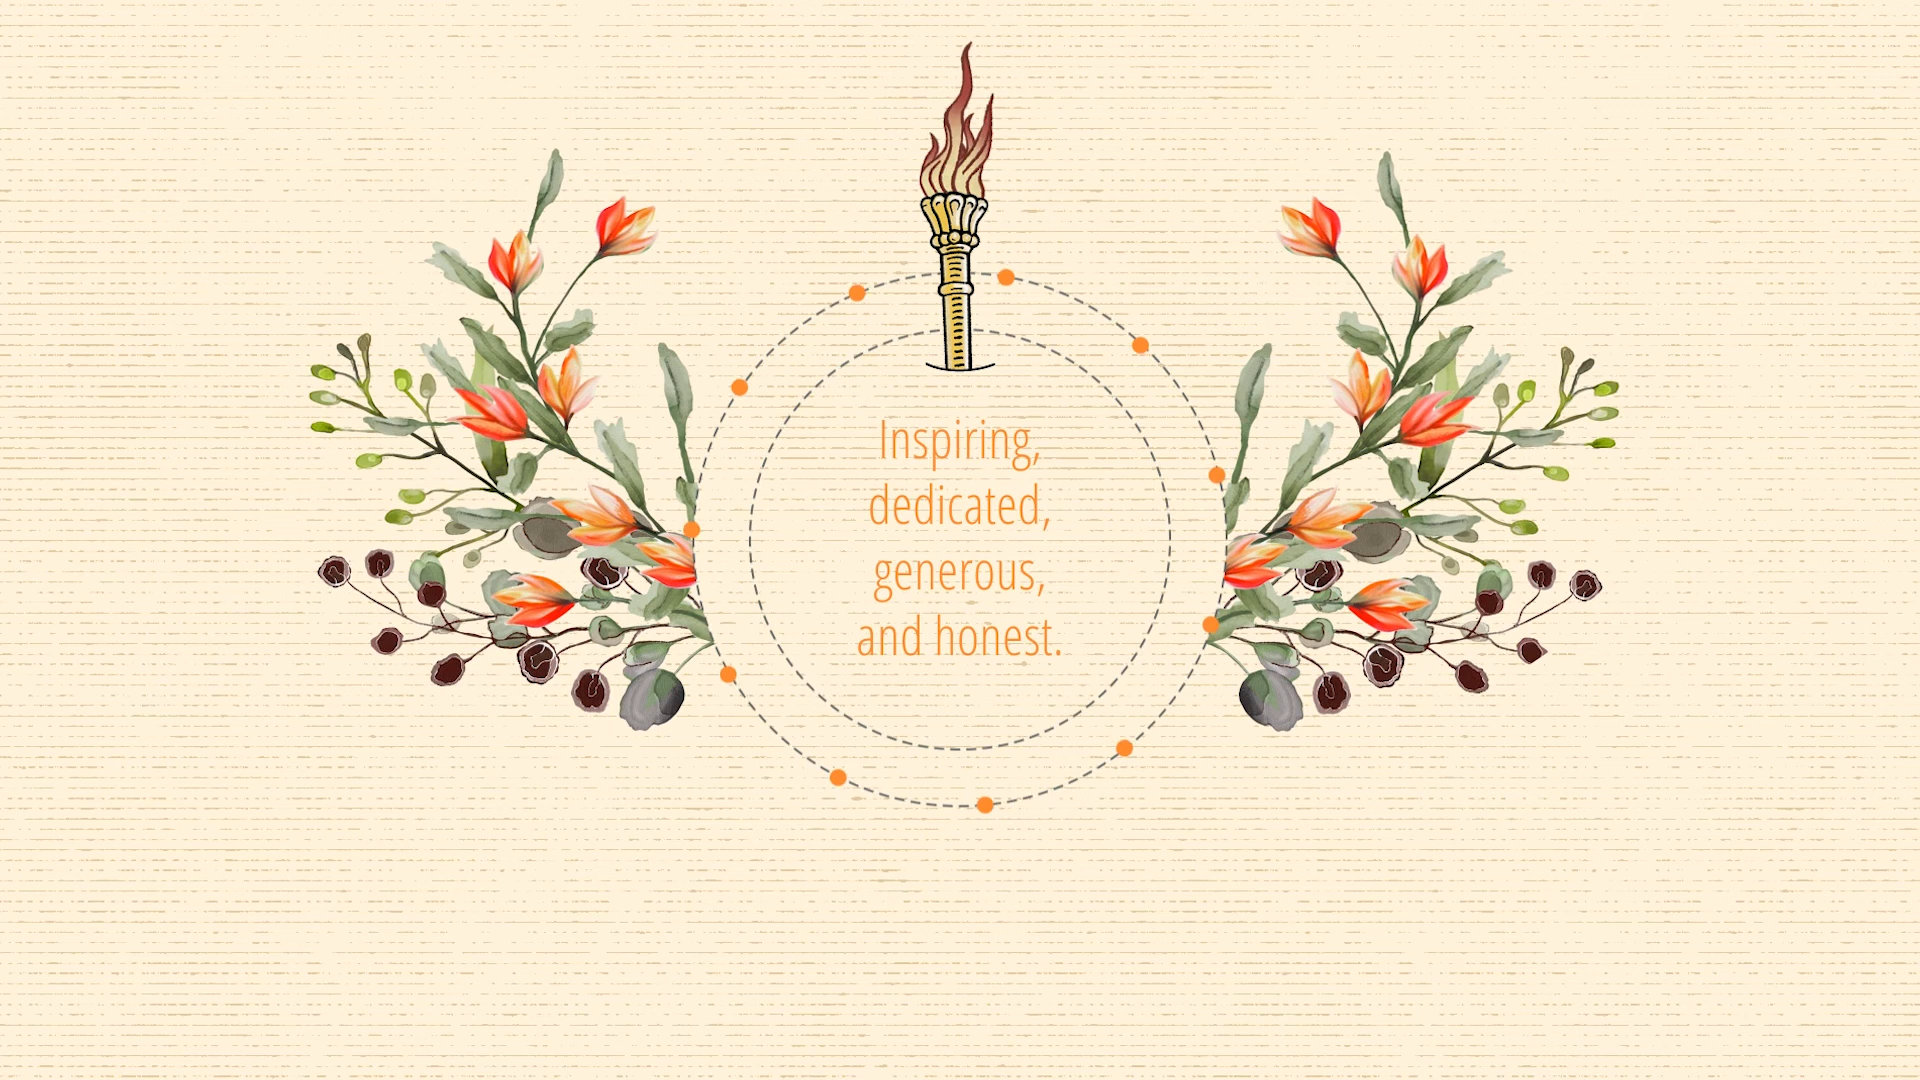 Inspiring,
dedicated,
generous,
and honest.